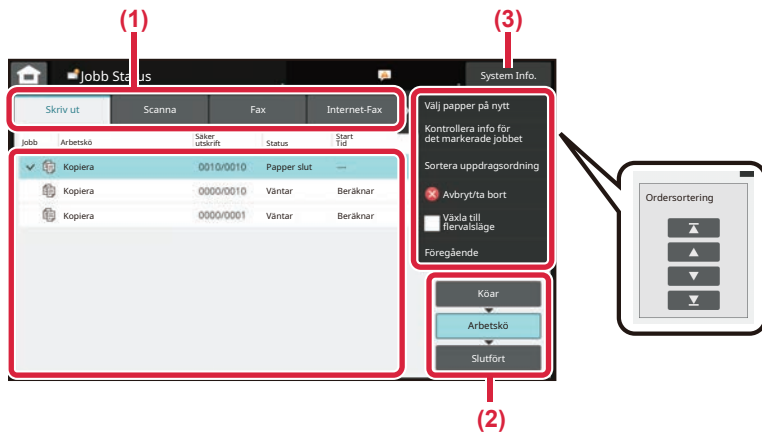 (1)
(3)
Jobb Status
System Info.
Skriv ut
Scanna
Fax
Internet-Fax
Jobb
Arbetskö
Säker
utskrift
Status
Start
Tid
Kopiera
0010/0010
Papper slut
—
Kopiera
0000/0010
Väntar
Beräknar
Kopiera
0000/0001
Väntar
Beräknar
Välj papper på nytt
Kontrollera info för
det markerade jobbet
Sortera uppdragsordning
Avbryt/ta bort
Växla till
flervalsläge
Föregående
Köar
Arbetskö
Slutfört
(2)
Ordersortering